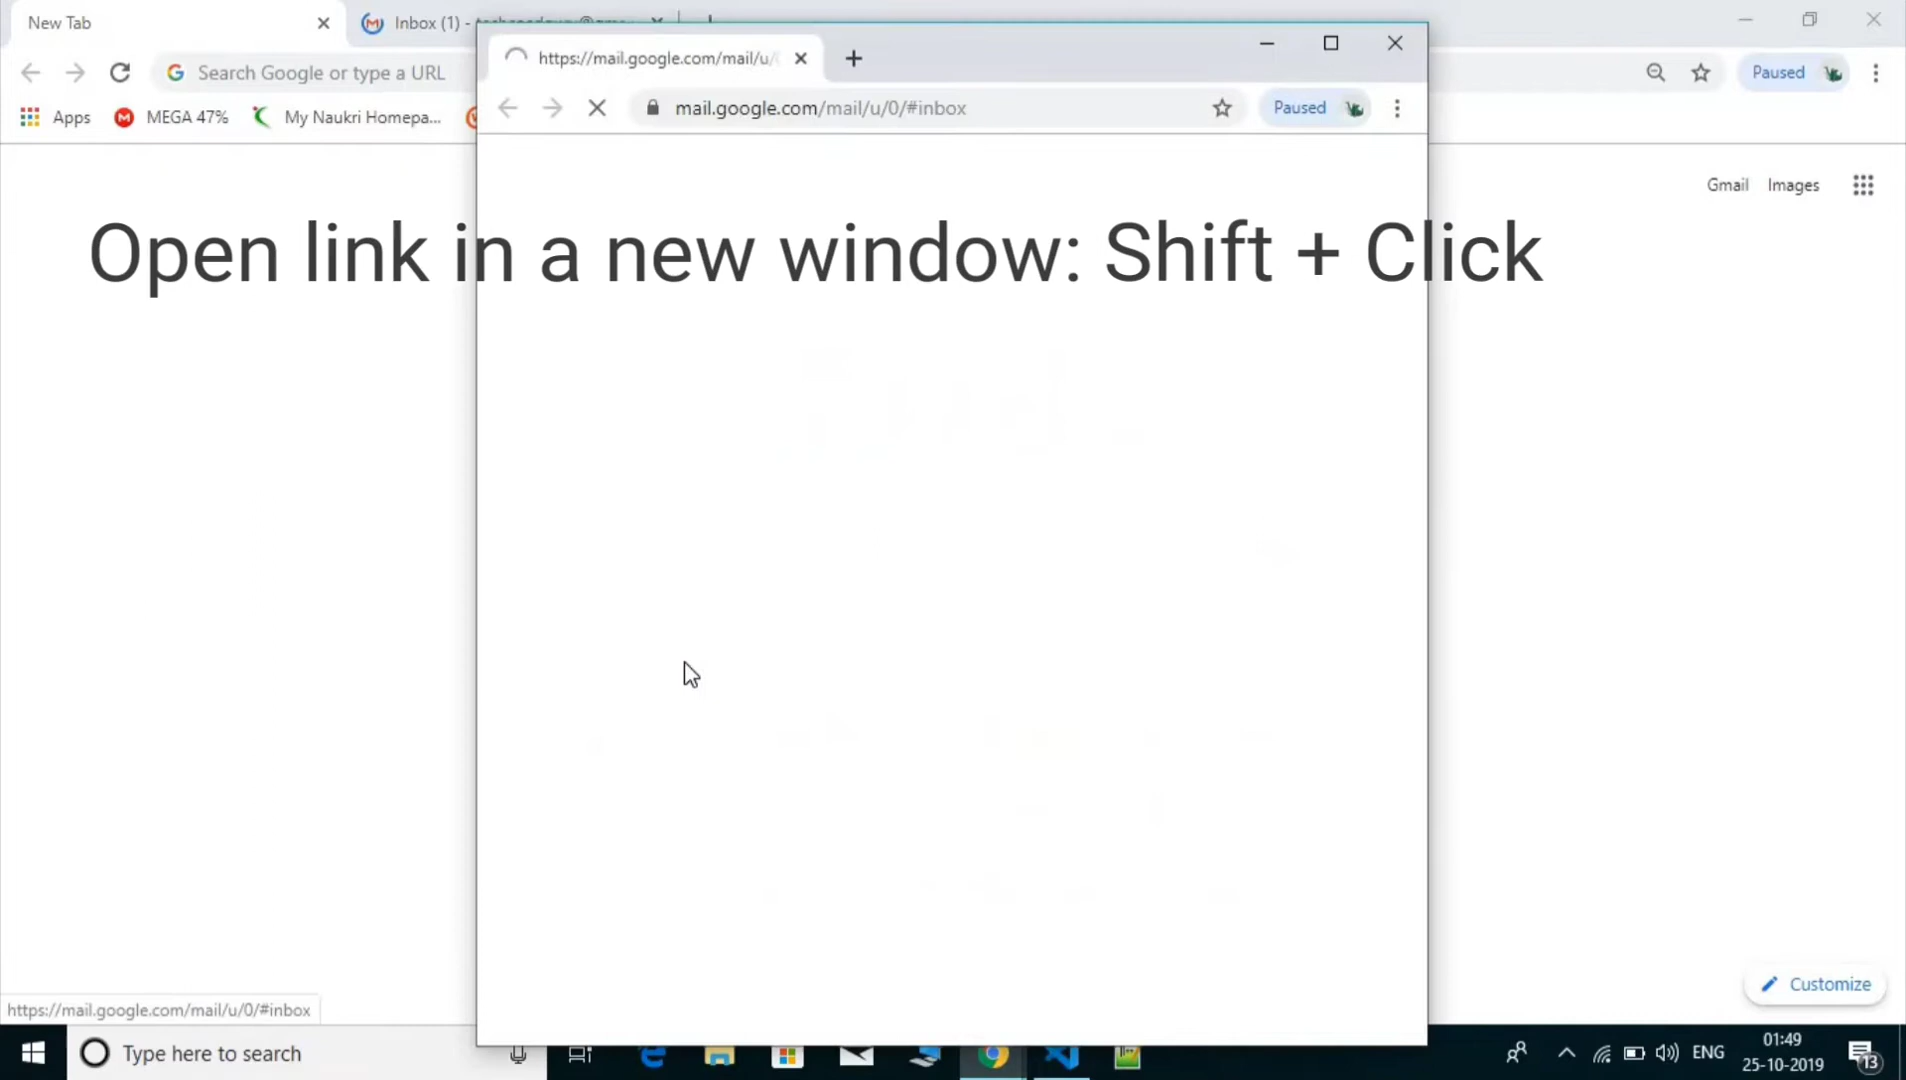 New Tab
Inbox (1) -
https://mail.google.com/mail/u/
Search Google or type a URL
Paused
mail.google.com/mail/u/0/#inbox
Paused
Apps
MEGA 47%
My Naukri Homepa...
Gmail
Images
Open link in a new window: Shift + Click
Customize
https://mail.google.com/mail/u/0/#inbox
Type here to search
ENG
01:49
25-10-2019
13